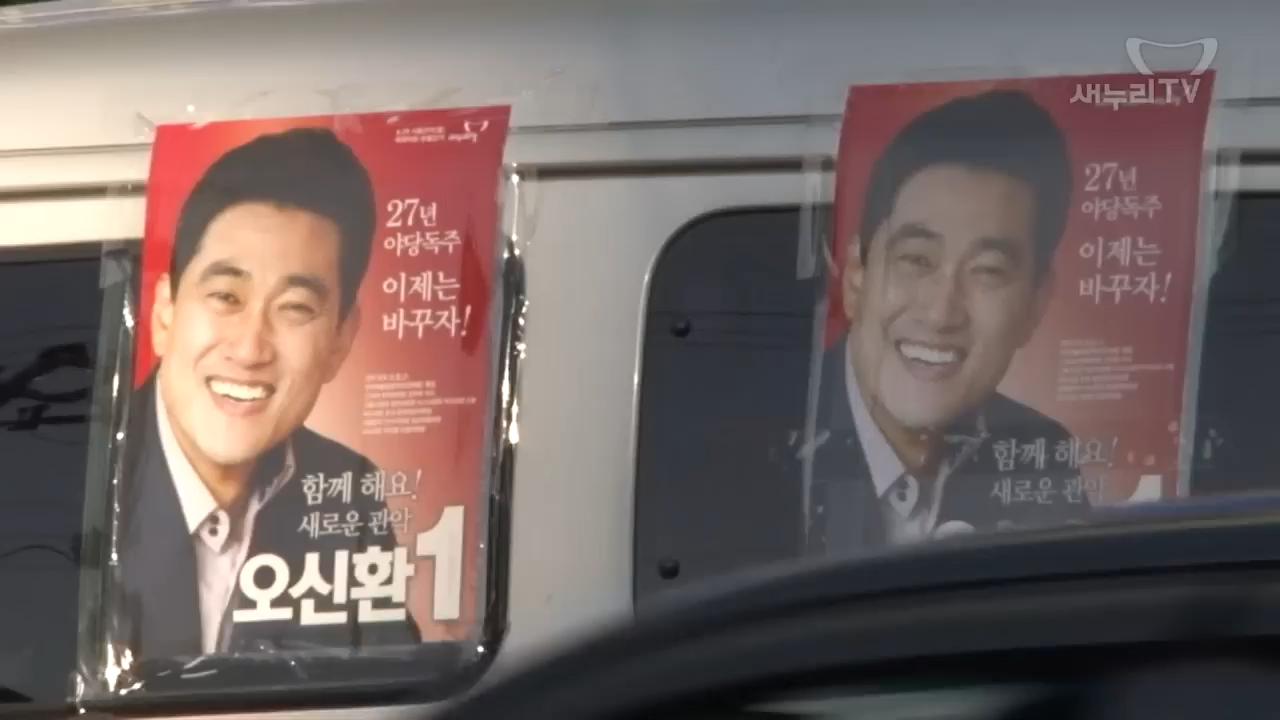 새누리TV
27년
야당독주
이제는
바꾸자!
함께 해요!
새로운 관악
오신환 1
27년
야당독주
이제는
바꾸자!
함께 해요!
새로운 관악
1